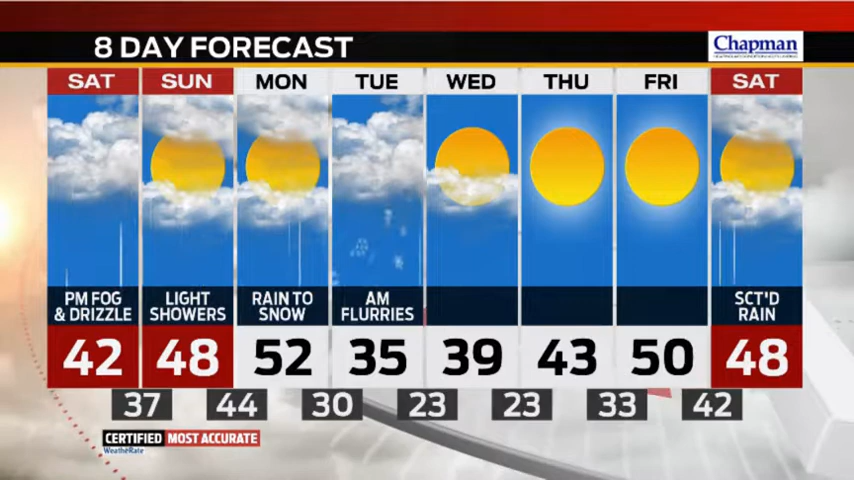 8 DAY FORECAST
Chapman
SAT SUN MON TUE WED THU FRI SAT
PM FOG
& DRIZZLE
LIGHT
SHOWERS
RAIN TO
SNOW
AM
FLURRIES
SCT'D
RAIN
42 48 52 35 39 43 50 48
37 44 30 23 23 33 42
CERTIFIED MOST ACCURATE
WeatheRate